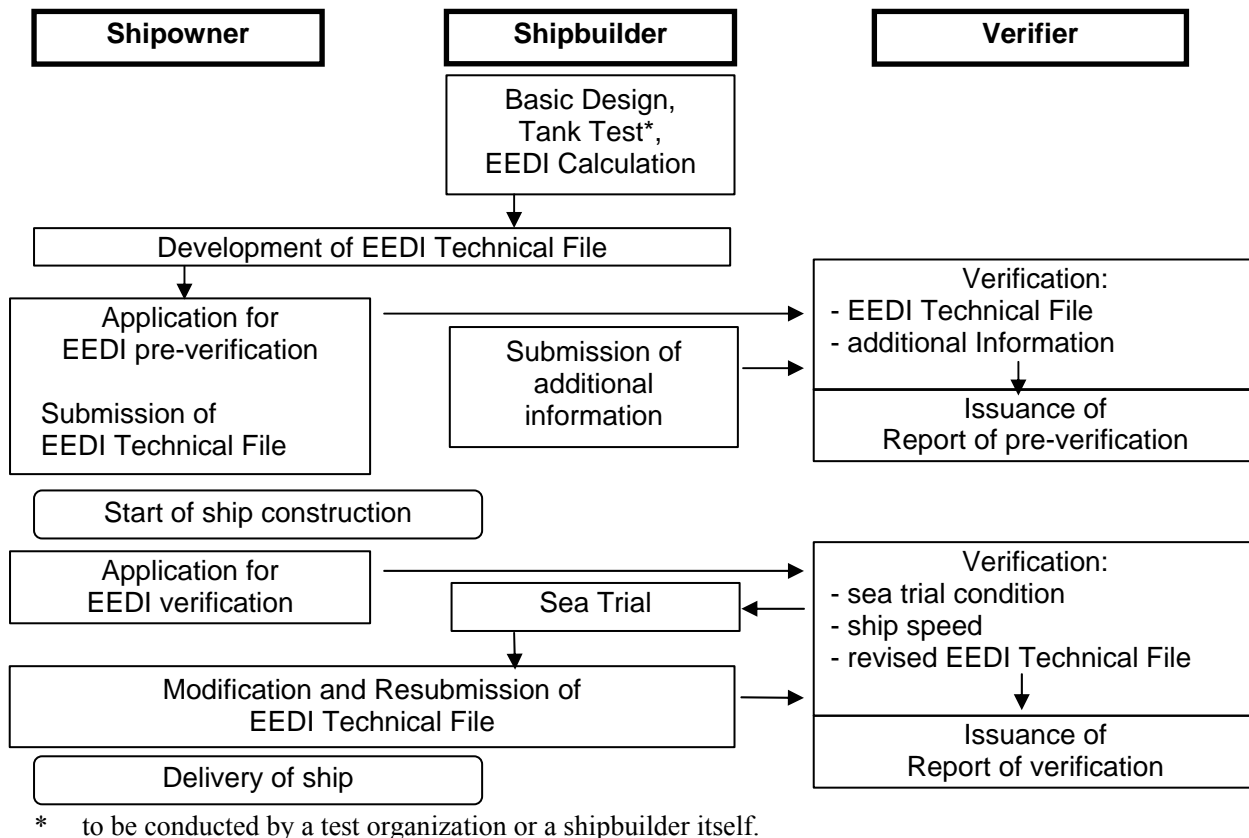 Shipowner
Shipbuilder
Verifier
Basic Design,
Tank Test*,
EEDI Calculation
Development of EEDI Technical File
Application for
EEDI pre-verification
Submission of
EEDI Technical File
Submission of
additional
information
Verification:
- EEDI Technical File
- additional Information
Issuance of
Report of pre-verification
Start of ship construction
Application for
EEDI verification
Sea Trial
Verification:
- sea trial condition
- ship speed
- revised EEDI Technical File
Modification and Resubmission of
EEDI Technical File
Issuance of
Report of verification
Delivery of ship
* to be conducted by a test organization or a shipbuilder itself.